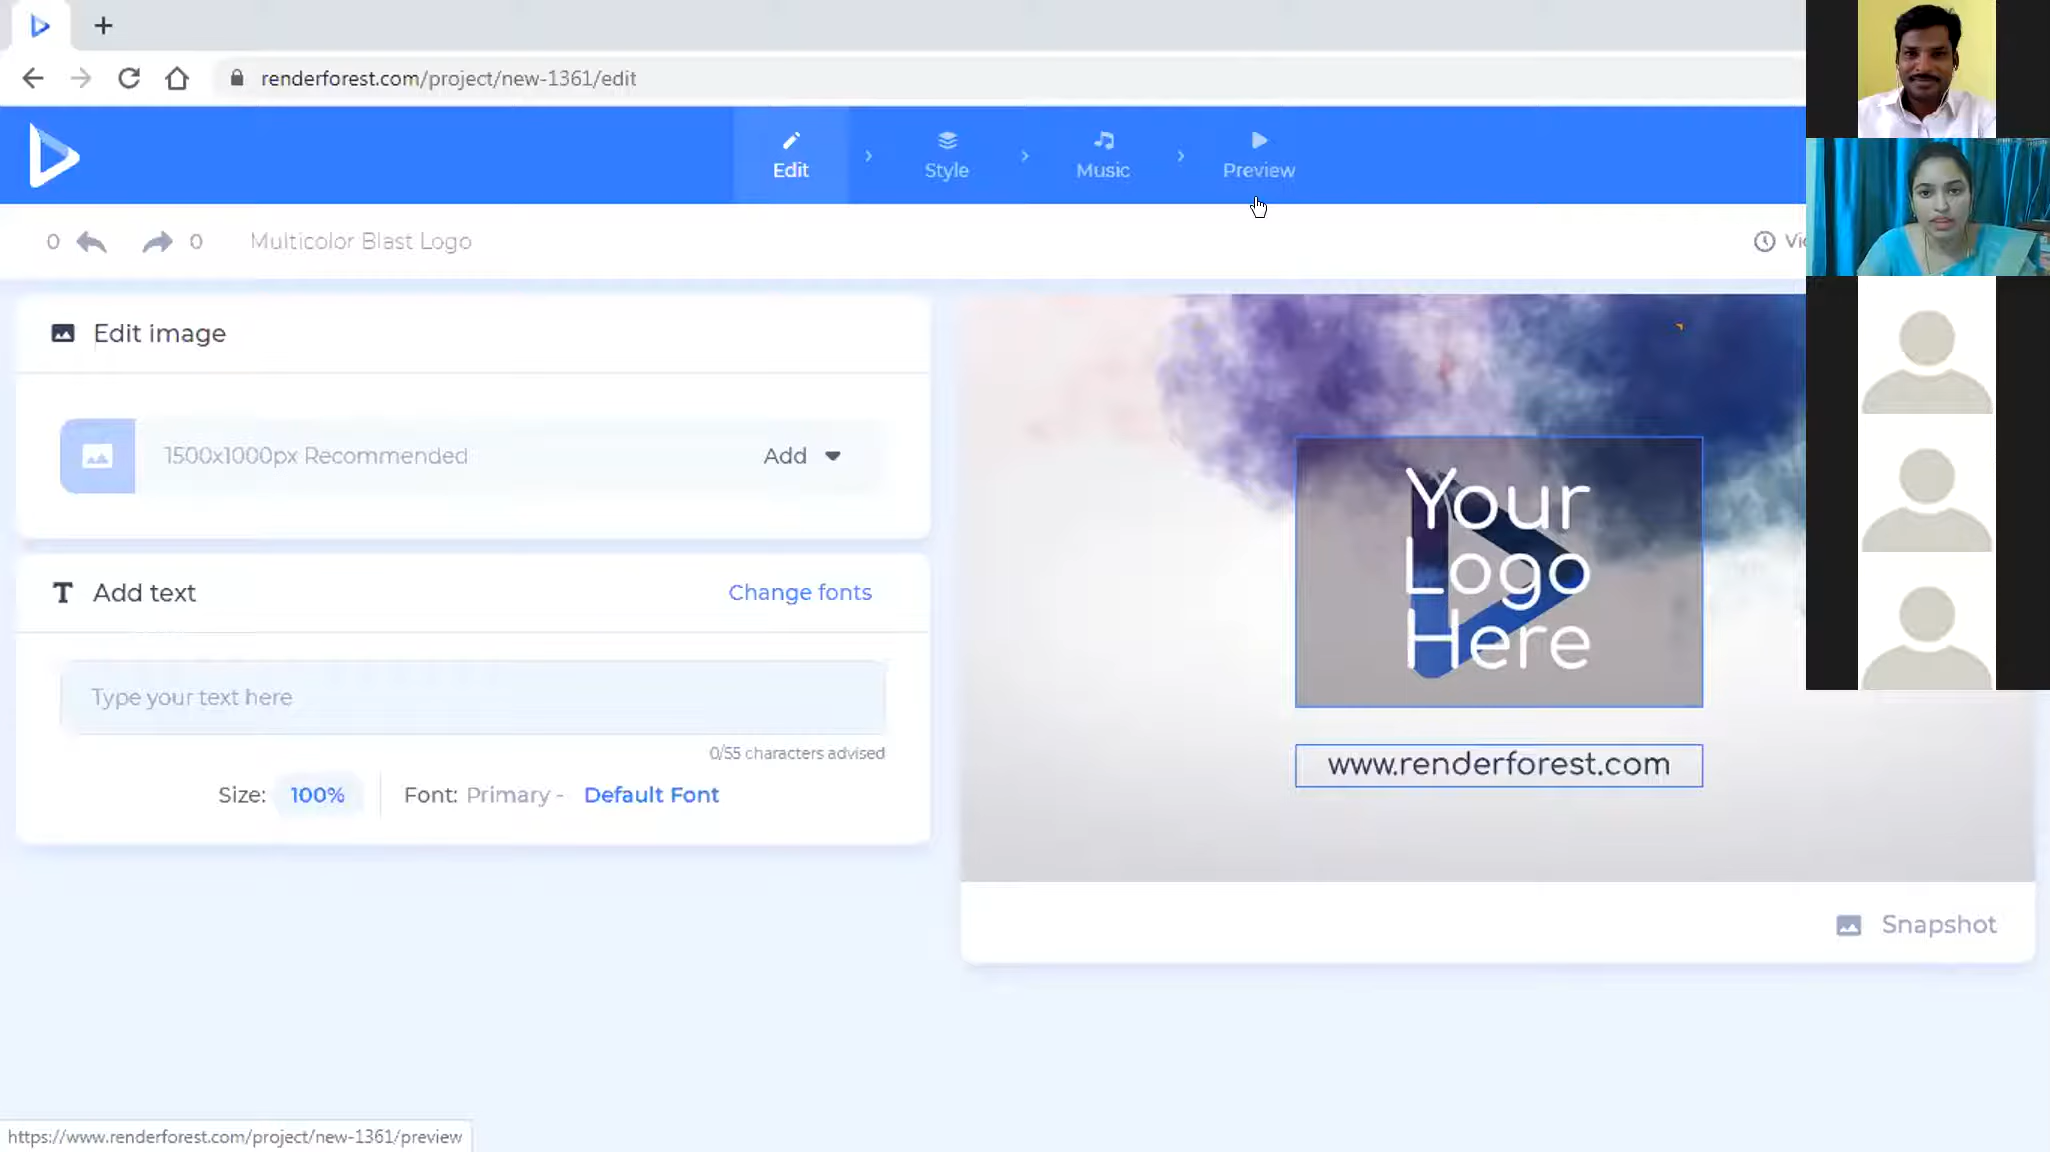 renderforest.com/project/new-1361/edit
Edit
Style
Music
Preview
0
0
Multicolor Blast Logo
Edit image
1500x1000px Recommended
Add
Add text
Change fonts
Type your text here
0/55 characters advised
Size: 100%
Font: Primary - Default Font
Your
Logo
Here
www.renderforest.com
Snapshot
https://www.renderforest.com/project/new-1361/preview